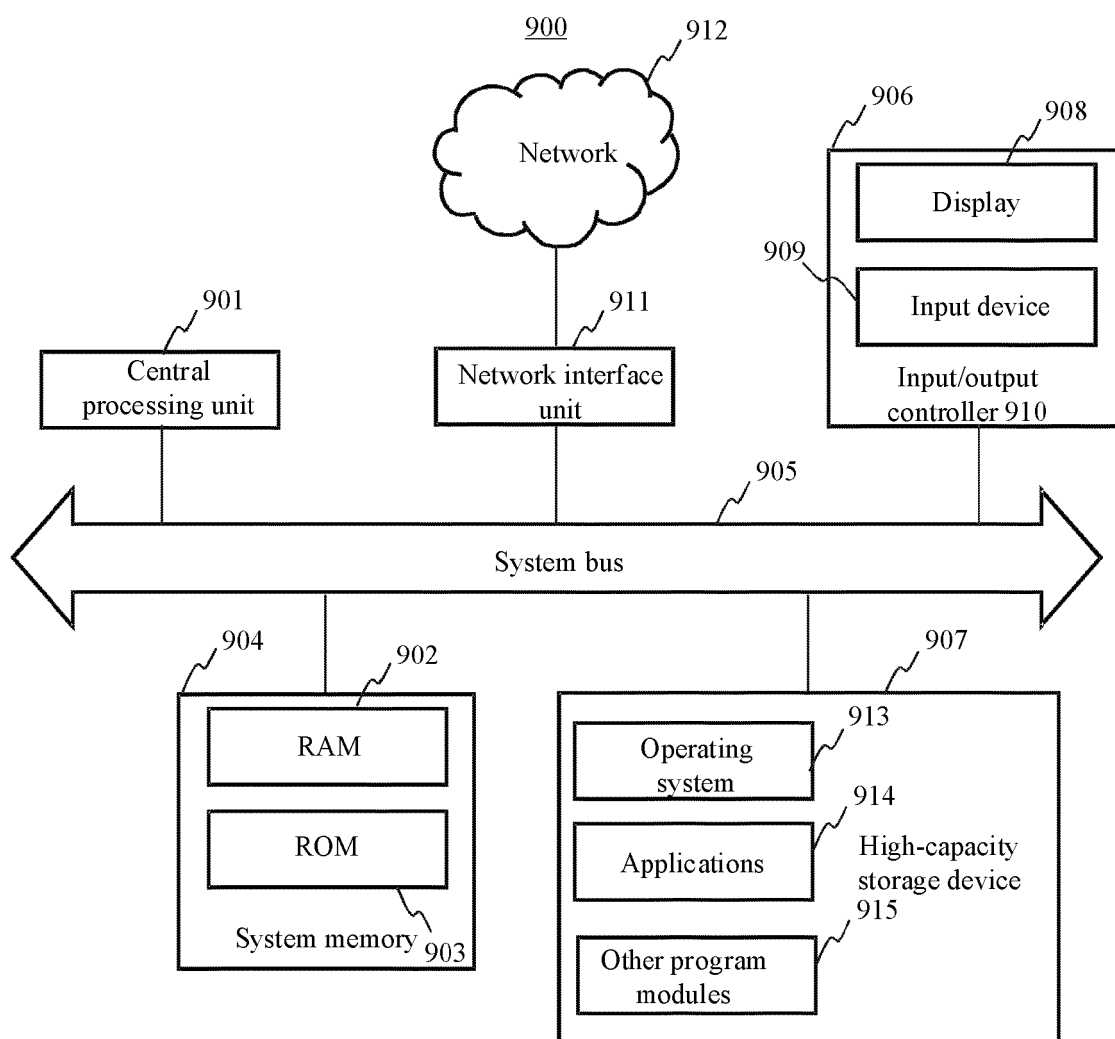 900
912
Network
906
908
Display
909
Input device
Input/output
controller 910
901
Central
processing unit
911
Network interface
unit
905
System bus
904
902
RAM
ROM
System memory
903
907
913
Operating
system
914
Applications
High-capacity
storage device
915
Other program
modules